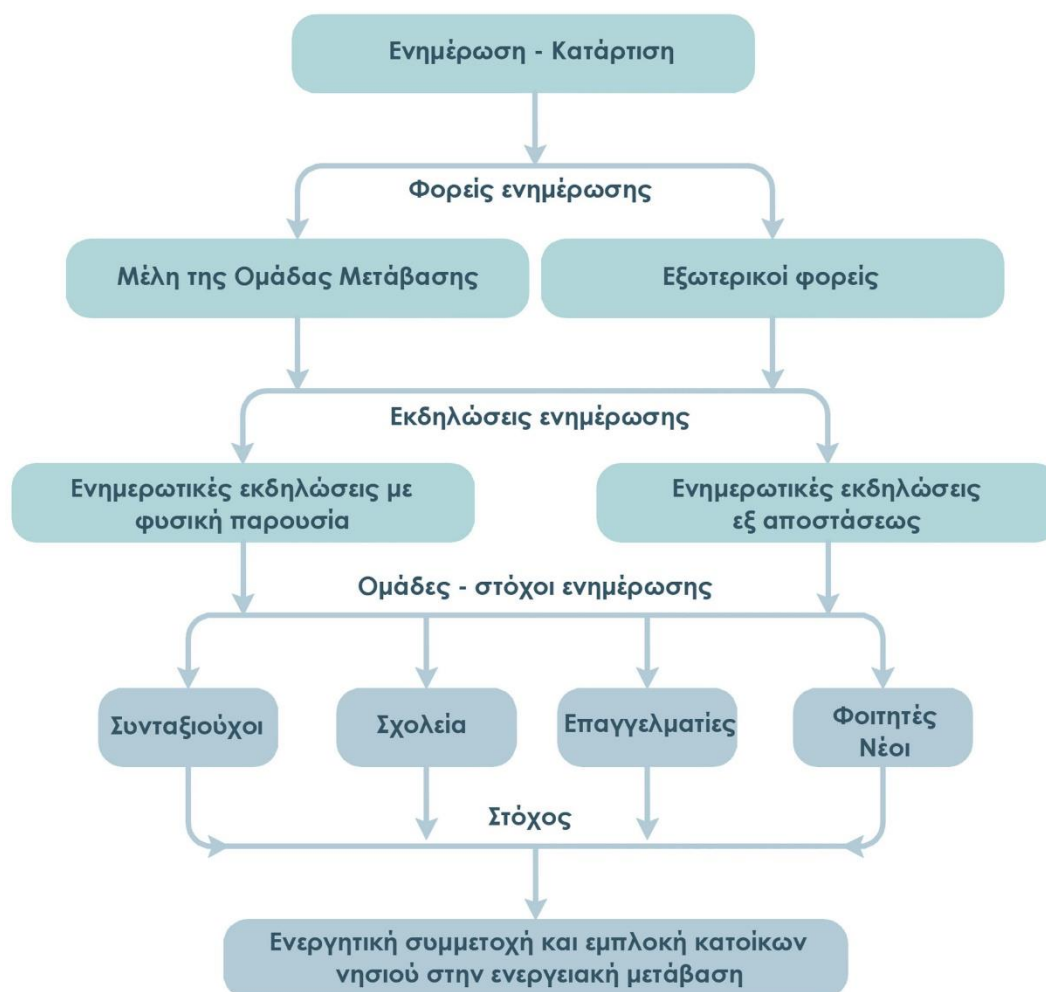 Ενημέρωση - Κατάρτιση
Φορείς ενημέρωσης
Μέλη της Ομάδας Μετάβασης
Εξωτερικοί φορείς
Εκδηλώσεις ενημέρωσης
Ενημερωτικές εκδηλώσεις με
φυσική παρουσία
Ενημερωτικές εκδηλώσεις
εξ αποστάσεως
Ομάδες - στόχοι ενημέρωσης
Συνταξιούχοι
Σχολεία
Επαγγελματίες
Φοιτητές
Νέοι
Στόχος
Ενεργητική συμμετοχή και εμπλοκή κατοίκων
νησιού στην ενεργειακή μετάβαση